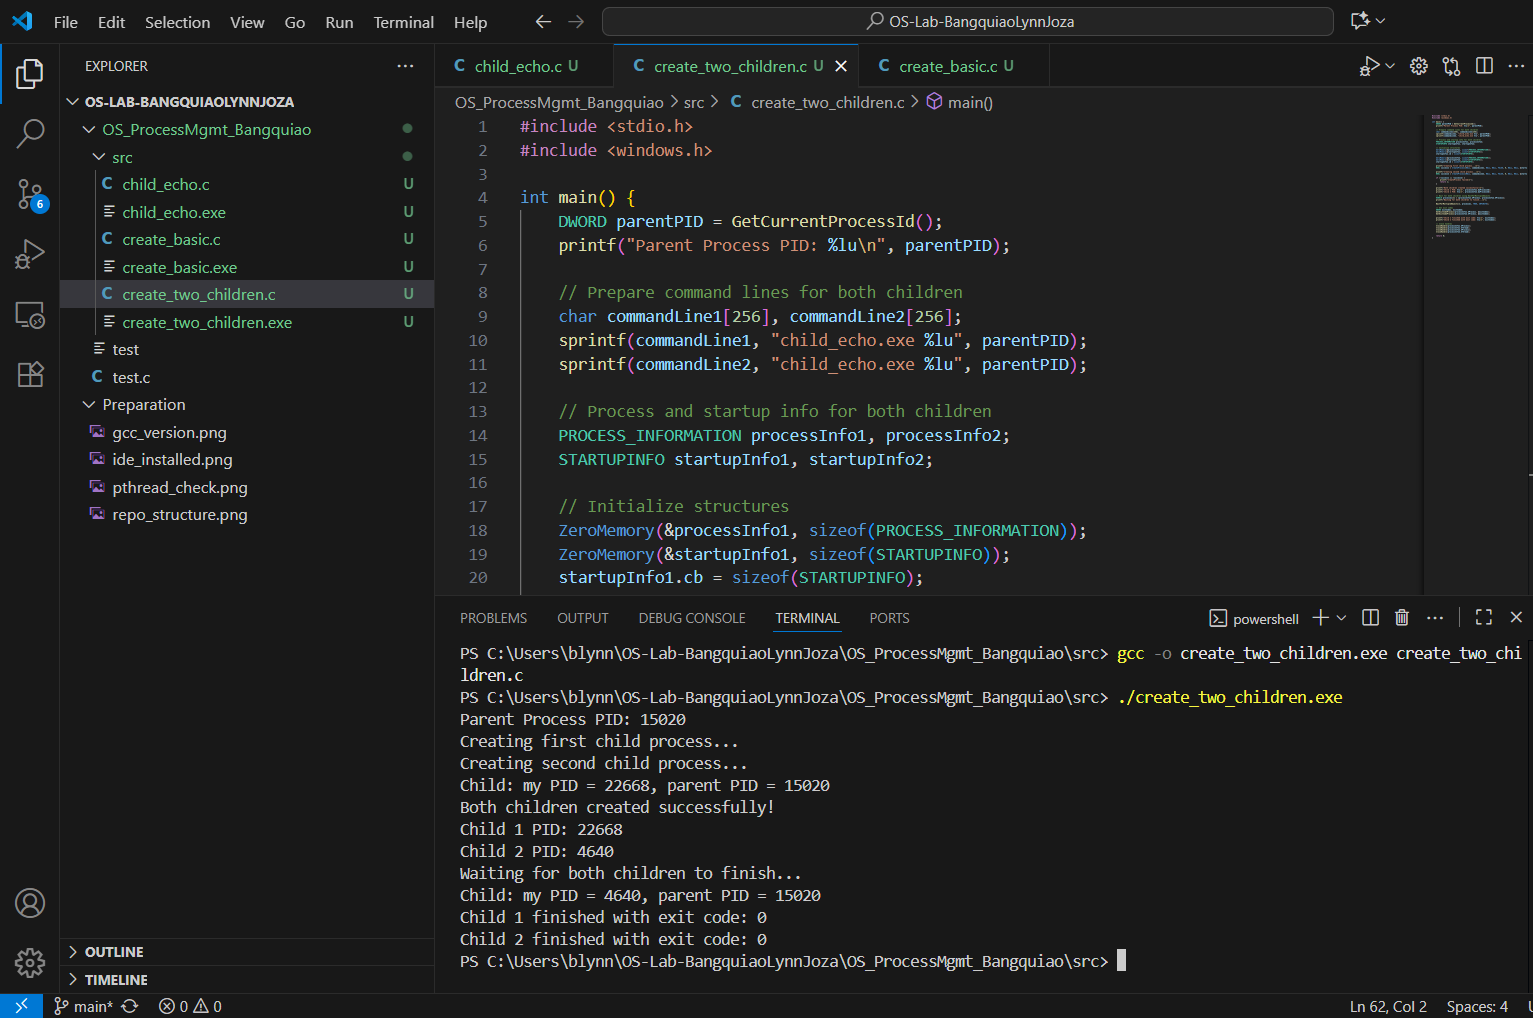 File Edit Selection View Go Run Terminal Help
OS-Lab-BangquiaoLynnJoza
EXPLORER
OS-LAB-BANGQUIAOLYNNJOZA
OS_ProcessMgmt_Bangquiao
src
child_echo.c U
child_echo.exe U
create_basic.c U
create_basic.exe U
create_two_children.c U
create_two_children.exe U
test
test.c
Preparation
gcc_version.png
ide_installed.png
pthread_check.png
repo_structure.png
OUTLINE
TIMELINE
6
child_echo.c U create_two_children.c U create_basic.c U
OS_ProcessMgmt_Bangquiao > src > C create_two_children.c > main()
1 #include <stdio.h>
2 #include <windows.h>
3
4 int main() {
5 DWORD parentPID = GetCurrentProcessId();
6 printf("Parent Process PID: %lu\n", parentPID);
7
8 // Prepare command lines for both children
9 char commandLine1[256], commandLine2[256];
10 sprintf(commandLine1, "child_echo.exe %lu", parentPID);
11 sprintf(commandLine2, "child_echo.exe %lu", parentPID);
12
13 // Process and startup info for both children
14 PROCESS_INFORMATION processInfo1, processInfo2;
15 STARTUPINFO startupInfo1, startupInfo2;
16
17 // Initialize structures
18 ZeroMemory(&processInfo1, sizeof(PROCESS_INFORMATION));
19 ZeroMemory(&startupInfo1, sizeof(STARTUPINFO));
20 startupInfo1.cb = sizeof(STARTUPINFO);
PROBLEMS OUTPUT DEBUG CONSOLE TERMINAL PORTS
powershell
PS C:\Users\blynn\OS-Lab-BangquiaoLynnJoza\OS_ProcessMgmt_Bangquiao\src> gcc -o create_two_children.exe create_two_chi
ldren.c
PS C:\Users\blynn\OS-Lab-BangquiaoLynnJoza\OS_ProcessMgmt_Bangquiao\src> ./create_two_children.exe
Parent Process PID: 15020
Creating first child process...
Creating second child process...
Child: my PID = 22668, parent PID = 15020
Both children created successfully!
Child 1 PID: 22668
Child 2 PID: 4640
Waiting for both children to finish...
Child: my PID = 4640, parent PID = 15020
Child 1 finished with exit code: 0
Child 2 finished with exit code: 0
PS C:\Users\blynn\OS-Lab-BangquiaoLynnJoza\OS_ProcessMgmt_Bangquiao\src>
main* 0 0 Ln 62, Col 2 Spaces: 4